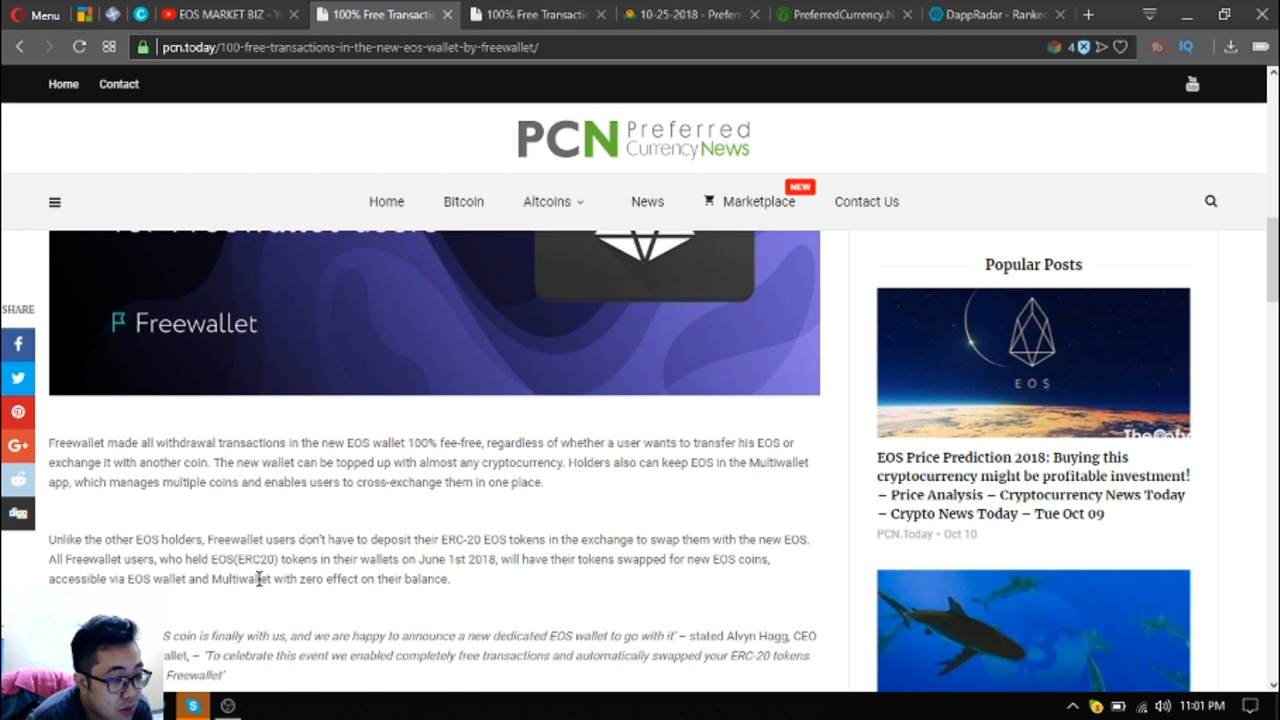 Menu
EOS MARKET BIZ -
100% Free Transactic
100% Free Transactic
10-25-2018 - Preferr
PreferredCurrency.N
DappRadar - Ranke
pcn.today/100-free-transactions-in-the-new-eos-wallet-by-freewallet/
4
IQ
Home
Contact
You
PCN Preferred
CurrencyNews
NEW
Home
Bitcoin
Altcoins
News
Marketplace
Contact Us
Freewallet
SHARE
G+
digg
Freewallet made all withdrawal transactions in the new EOS wallet 100% fee-free, regardless of whether a user wants to transfer his EOS or
exchange it with another coin. The new wallet can be topped up with almost any cryptocurrency. Holders also can keep EOS in the Multiwallet
app, which manages multiple coins and enables users to cross-exchange them in one place.
Unlike the other EOS holders, Freewallet users don't have to deposit their ERC-20 EOS tokens in the exchange to swap them with the new EOS.
All Freewallet users, who held EOS(ERC20) tokens in their wallets on June 1st 2018, will have their tokens swapped for new EOS coins,
accessible via EOS wallet and Multiwallet with zero effect on their balance.
S coin is finally with us, and we are happy to announce a new dedicated EOS wallet to go with it' – stated Alvyn Hagg, CEO
allet, – 'To celebrate this event we enabled completely free transactions and automatically swapped your ERC-20 tokens.
Freewallet'
Popular Posts
EOS
EOS Price Prediction 2018: Buying this
cryptocurrency might be profitable investment!
– Price Analysis – Cryptocurrency News Today
– Crypto News Today – Tue Oct 09
PCN.Today • Oct 10
11:01 PM